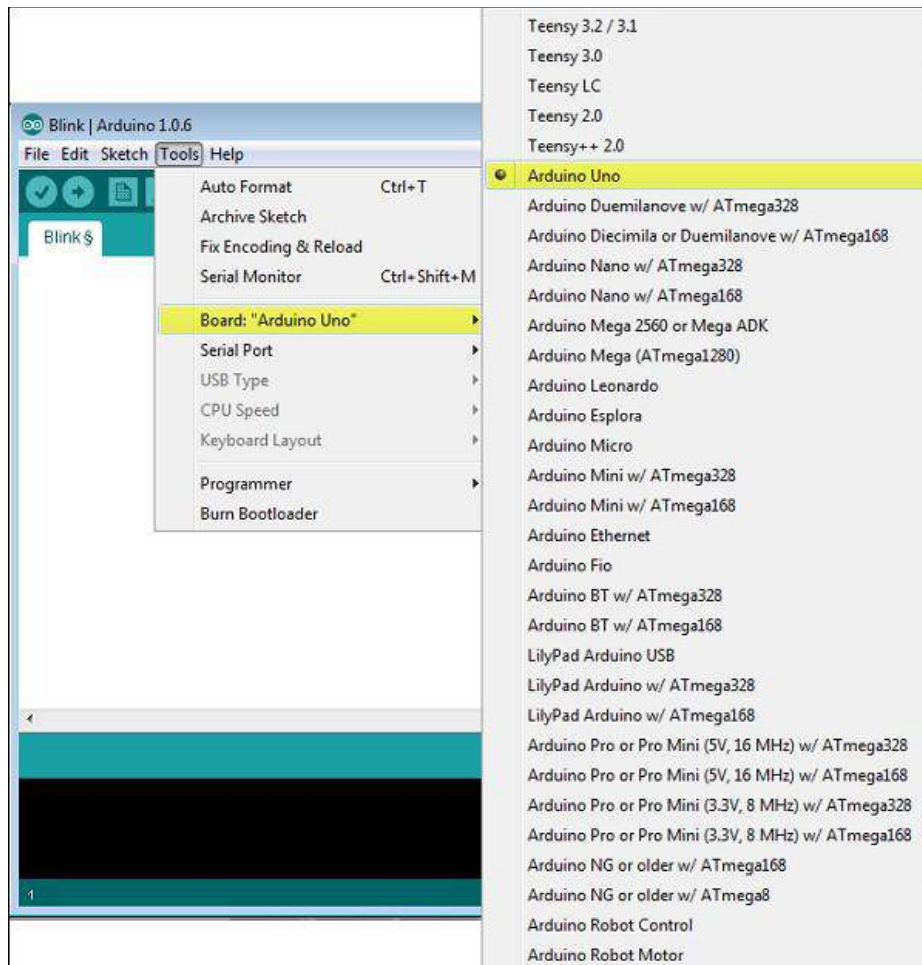 Blink | Arduino 1.0.6
File Edit Sketch Tools Help
Blink §
Auto Format Ctrl+T
Archive Sketch
Fix Encoding & Reload
Serial Monitor Ctrl+Shift+M
Board: "Arduino Uno"
Serial Port
USB Type
CPU Speed
Keyboard Layout
Programmer
Burn Bootloader
1
Teensy 3.2 / 3.1
Teensy 3.0
Teensy LC
Teensy 2.0
Teensy++ 2.0
Arduino Uno
Arduino Duemilanove w/ ATmega328
Arduino Diecimila or Duemilanove w/ ATmega168
Arduino Nano w/ ATmega328
Arduino Nano w/ ATmega168
Arduino Mega 2560 or Mega ADK
Arduino Mega (ATmega1280)
Arduino Leonardo
Arduino Esplora
Arduino Micro
Arduino Mini w/ ATmega328
Arduino Mini w/ ATmega168
Arduino Ethernet
Arduino Fio
Arduino BT w/ ATmega328
Arduino BT w/ ATmega168
LilyPad Arduino USB
LilyPad Arduino w/ ATmega328
LilyPad Arduino w/ ATmega168
Arduino Pro or Pro Mini (5V, 16 MHz) w/ ATmega328
Arduino Pro or Pro Mini (5V, 16 MHz) w/ ATmega168
Arduino Pro or Pro Mini (3.3V, 8 MHz) w/ ATmega328
Arduino Pro or Pro Mini (3.3V, 8 MHz) w/ ATmega168
Arduino NG or older w/ ATmega168
Arduino NG or older w/ ATmega8
Arduino Robot Control
Arduino Robot Motor